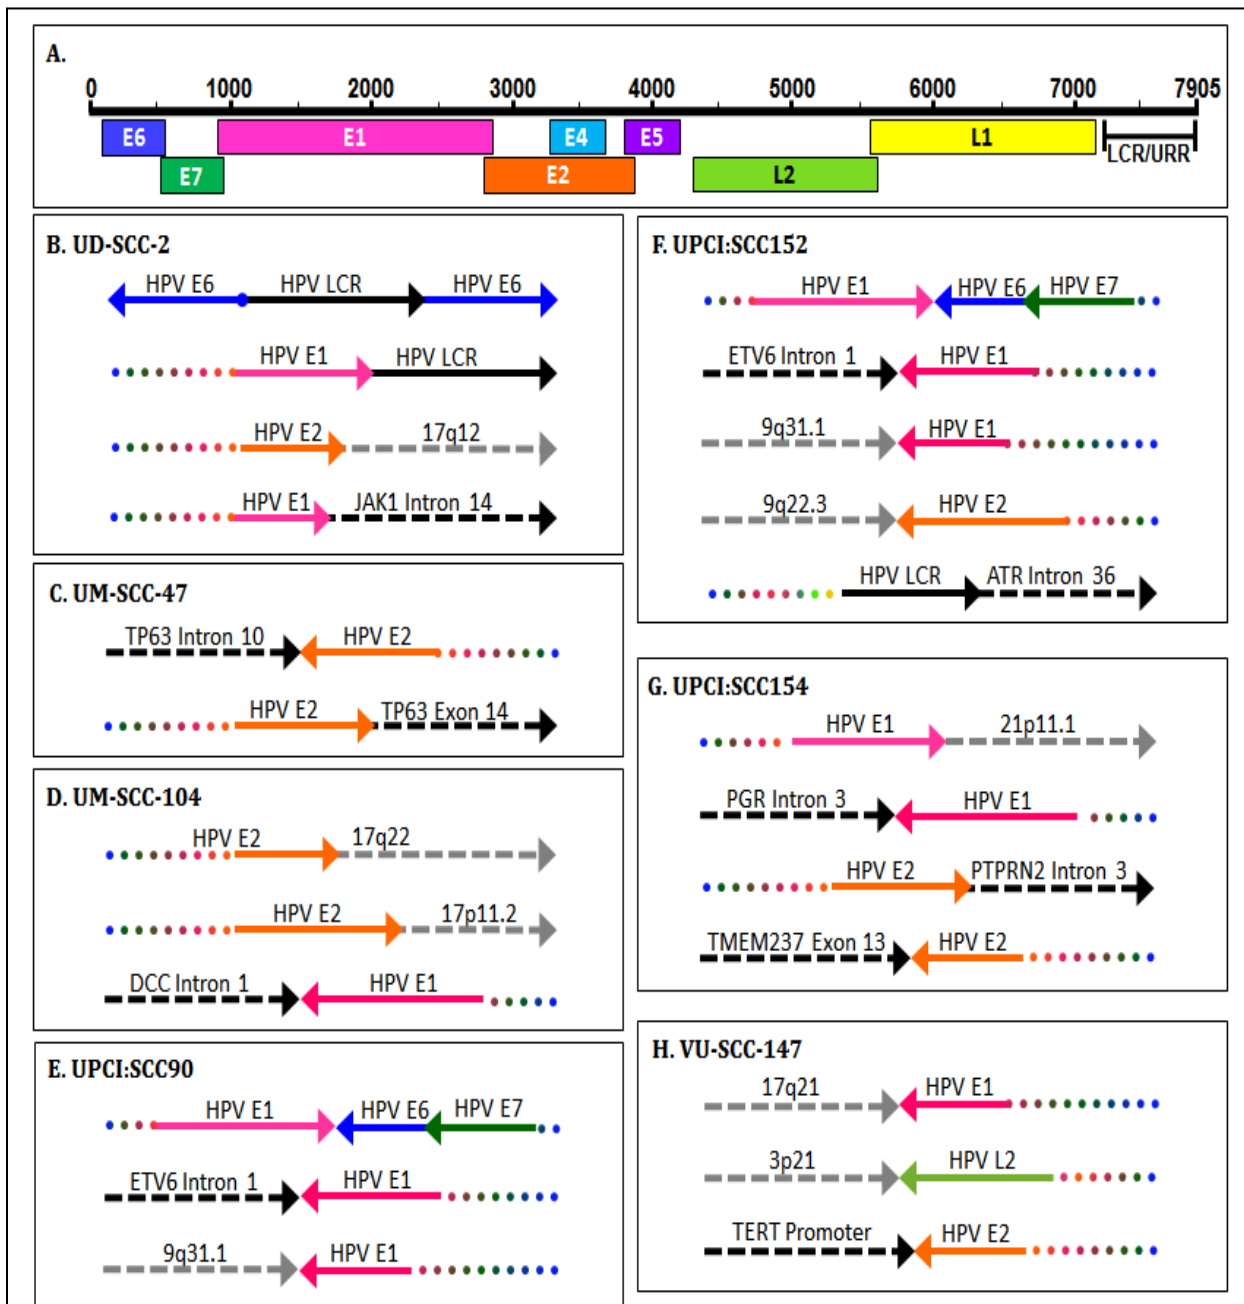 A.
0 1000 2000 3000 4000 5000 6000 7000 7905
E6 E1 E4 E5 L1
LCR/URR
E7 E2 L2
B. UD-SCC-2
HPV E6 HPV LCR HPV E6
HPV E1 HPV LCR
HPV E2 17q12
HPV E1 JAK1 Intron 14
C. UM-SCC-47
TP63 Intron 10 HPV E2
HPV E2 TP63 Exon 14
D. UM-SCC-104
HPV E2 17q22
HPV E2 17p11.2
DCC Intron 1 HPV E1
E. UPCI:SCC90
HPV E1 HPV E6 HPV E7
ETV6 Intron 1 HPV E1
9q31.1 HPV E1
F. UPCI:SCC152
HPV E1 HPV E6 HPV E7
ETV6 Intron 1 HPV E1
9q31.1 HPV E1
9q22.3 HPV E2
HPV LCR ATR Intron 36
G. UPCI:SCC154
HPV E1 21p11.1
PGR Intron 3 HPV E1
HPV E2 PTPRN2 Intron 3
TMEM237 Exon 13 HPV E2
H. VU-SCC-147
17q21 HPV E1
3p21 HPV L2
TERT Promoter HPV E2